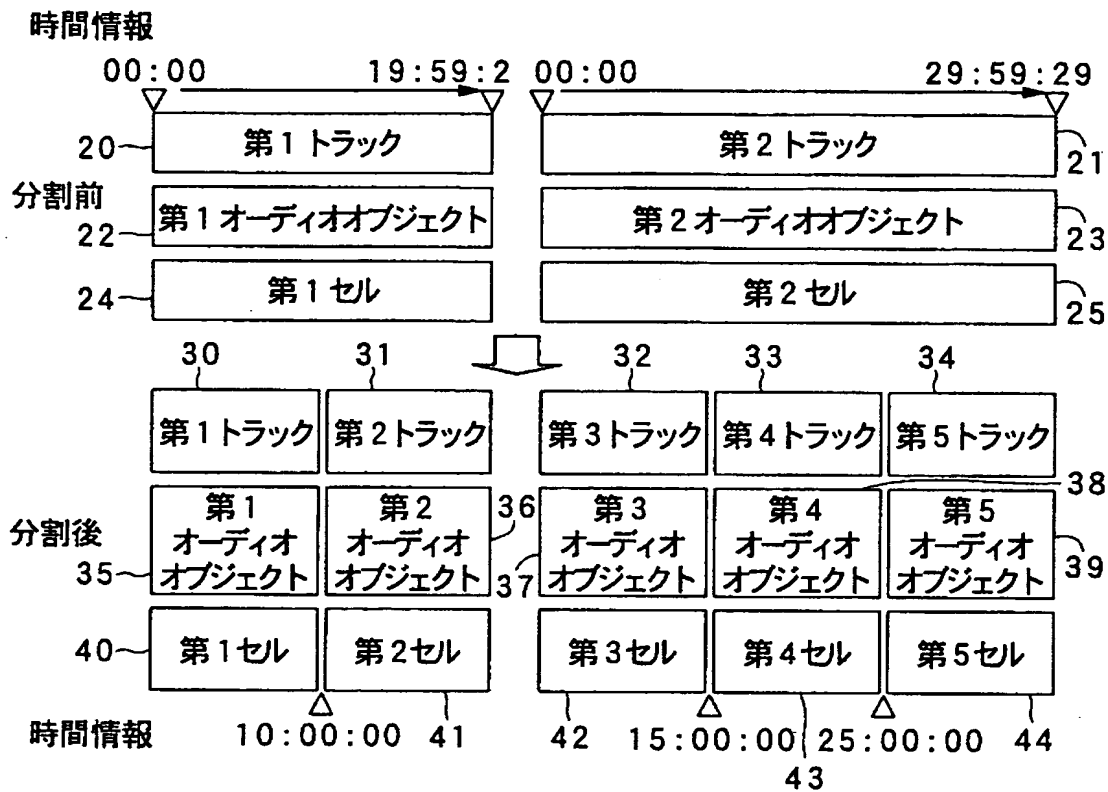 時間情報
00:00 19:59:2 00:00 29:59:29
20 第1トラック 第2トラック 21
分割前
22 第1オーディオオブジェクト 第2オーディオオブジェクト 23
24 第1セル 第2セル 25
30 31 32 33 34
第1トラック 第2トラック 第3トラック 第4トラック 第5トラック
38
分割後
35 第1 第2 36 第3 第4 第5
オーディオ オーディオ オーディオ オーディオ オーディオ
オブジェクト オブジェクト 37 オブジェクト オブジェクト オブジェクト 39
40 第1セル 第2セル 第3セル 第4セル 第5セル
時間情報 10:00:00 41 42 15:00:00 25:00:00 44
43